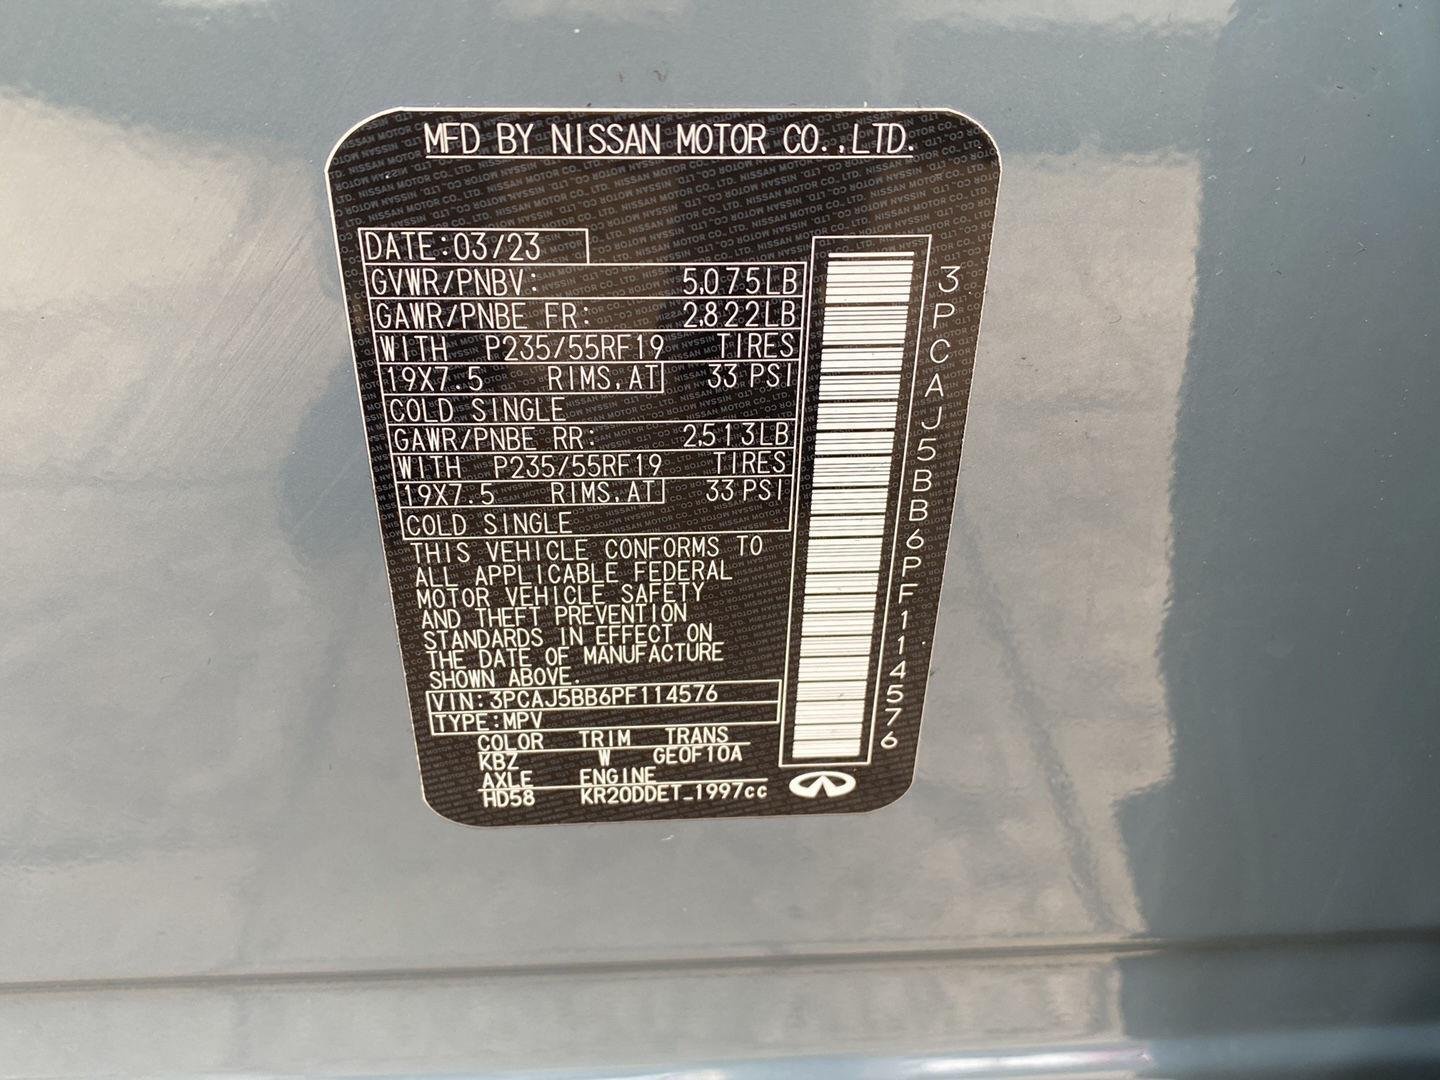 MFD BY NISSAN MOTOR CO.,LTD.
DATE:03/23
GVWR/PNBV: 5,075LB
GAWR/PNBE FR: 2,822LB
WITH P235/55RF19 TIRES
19X7.5 RIMS,AT 33 PSI
COLD SINGLE
GAWR/PNBE RR: 2,513LB
WITH P235/55RF19 TIRES
19X7.5 RIMS,AT 33 PSI
COLD SINGLE
THIS VEHICLE CONFORMS TO
ALL APPLICABLE FEDERAL
MOTOR VEHICLE SAFETY
AND THEFT PREVENTION
STANDARDS IN EFFECT ON
THE DATE OF MANUFACTURE
SHOWN ABOVE.
VIN:3PCAJ5BB6PF114576
TYPE:MPV
COLOR TRIM TRANS
KBZ W GE0F10A
AXLE ENGINE
HD58 KR20DDET_1997cc
3PCAJ5BB6PF114576